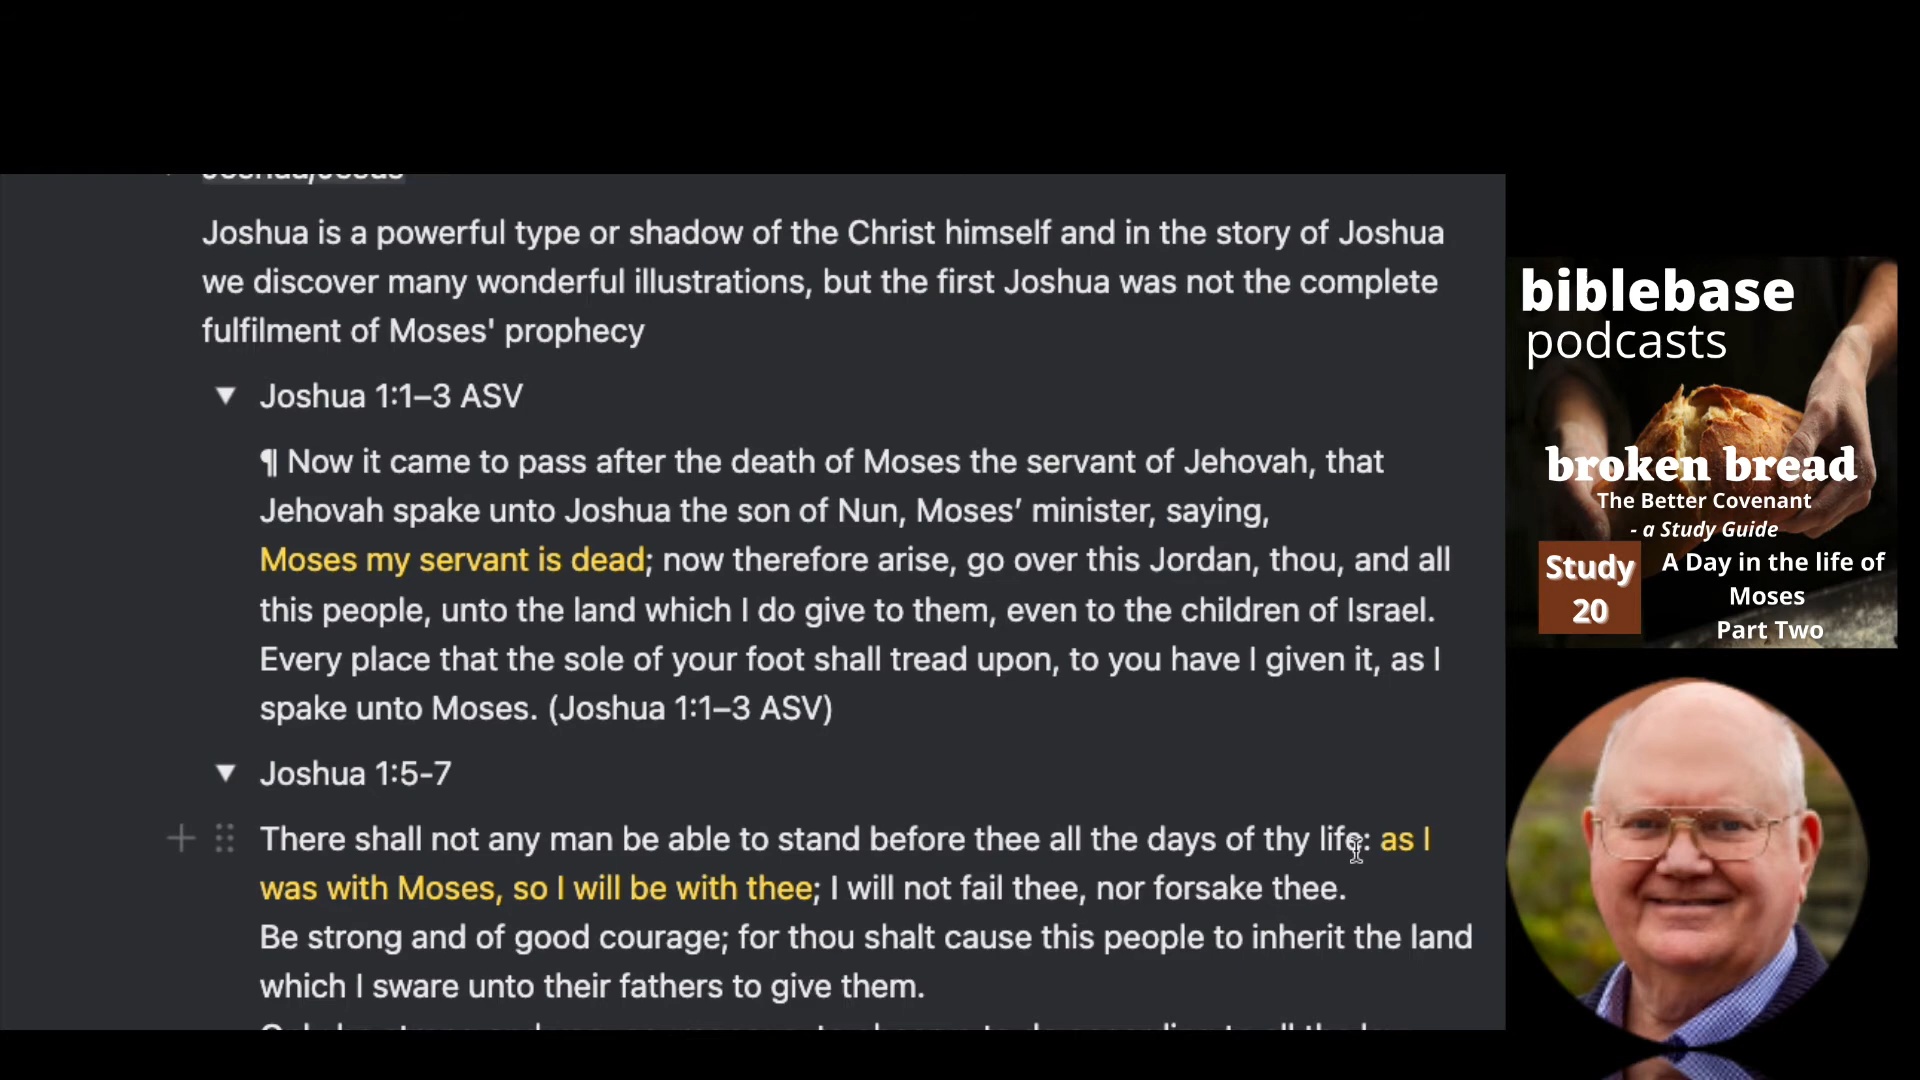 Joshua/Jesus
Joshua is a powerful type or shadow of the Christ himself and in the story of Joshua
we discover many wonderful illustrations, but the first Joshua was not the complete
fulfilment of Moses' prophecy
▼ Joshua 1:1–3 ASV
¶ Now it came to pass after the death of Moses the servant of Jehovah, that
Jehovah spake unto Joshua the son of Nun, Moses’ minister, saying,
Moses my servant is dead; now therefore arise, go over this Jordan, thou, and all
this people, unto the land which I do give to them, even to the children of Israel.
Every place that the sole of your foot shall tread upon, to you have I given it, as I
spake unto Moses. (Joshua 1:1–3 ASV)
▼ Joshua 1:5-7
There shall not any man be able to stand before thee all the days of thy life: as I
was with Moses, so I will be with thee; I will not fail thee, nor forsake thee.
Be strong and of good courage; for thou shalt cause this people to inherit the land
which I sware unto their fathers to give them.
biblebase
podcasts
broken bread
The Better Covenant
- a Study Guide
Study
20
A Day in the life of
Moses
Part Two